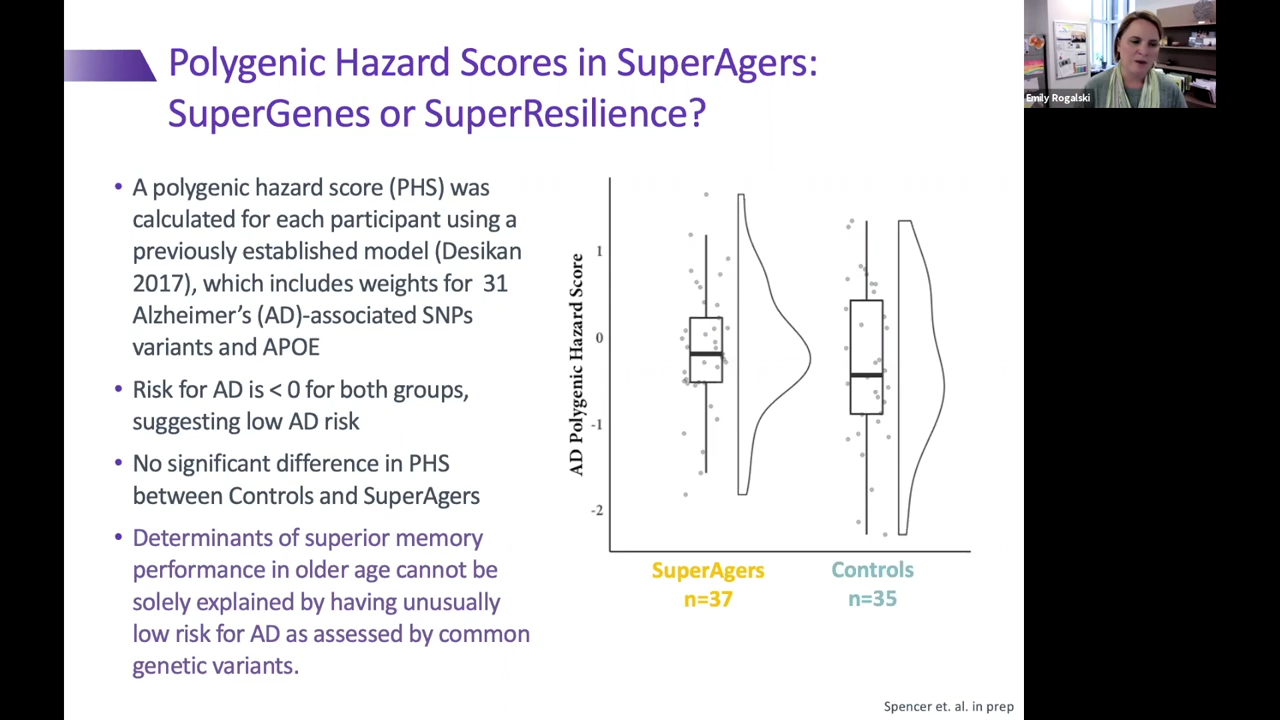 Polygenic Hazard Scores in SuperAgers:
SuperGenes or SuperResilience?
• A polygenic hazard score (PHS) was
calculated for each participant using a
previously established model (Desikan
2017), which includes weights for 31
Alzheimer's (AD)-associated SNPs
variants and APOE
• Risk for AD is < 0 for both groups,
suggesting low AD risk
• No significant difference in PHS
between Controls and SuperAgers
• Determinants of superior memory
performance in older age cannot be
solely explained by having unusually
low risk for AD as assessed by common
genetic variants.
AD Polygenic Hazard Score
1
0
-1
-2
SuperAgers
n=37
Controls
n=35
Spencer et. al. in prep
Emily Rogalski